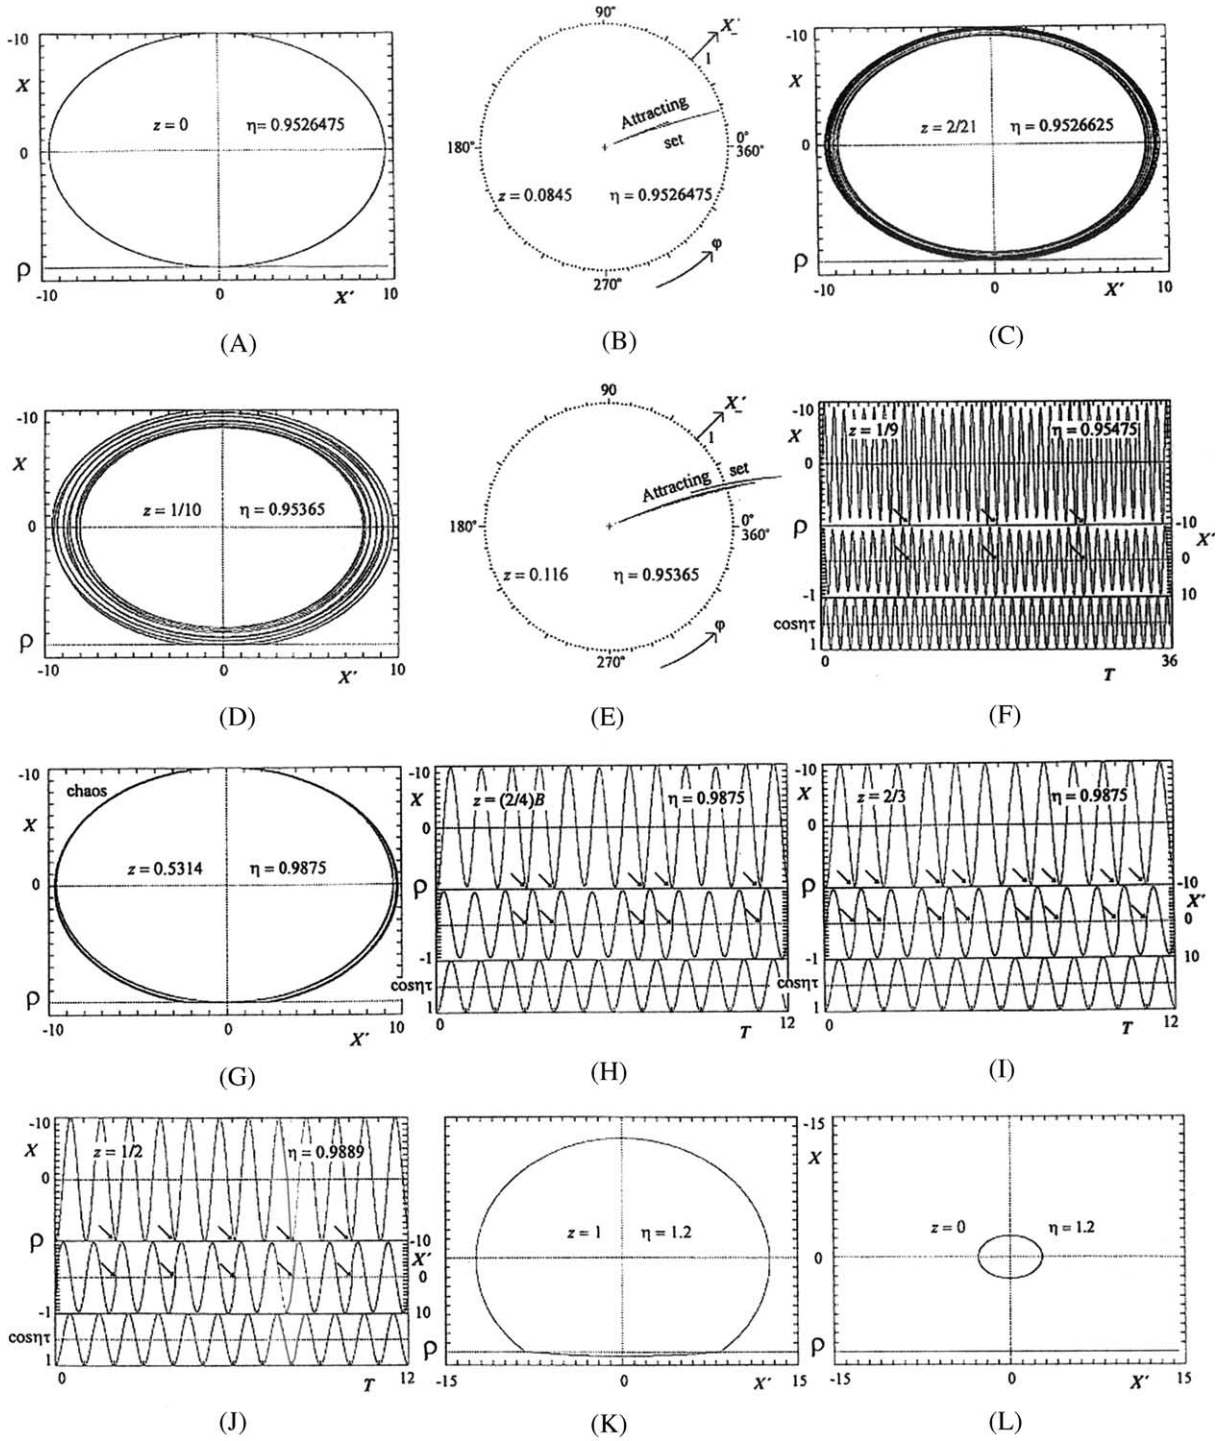 -10
X
0
ρ
z = 0
η= 0.9526475
-10
0
X′
10
(A)
90°
X_′
1
Attracting
set
180°
0°
360°
z = 0.0845
η = 0.9526475
φ
270°
(B)
-10
X
0
ρ
z = 2/21
η = 0.9526625
-10
0
X′
10
(C)
-10
X
0
ρ
z = 1/10
η = 0.95365
-10
0
X′
10
(D)
90
X_′
1
Attracting
set
180°
0°
360°
z = 0.116
η = 0.95365
φ
270°
(E)
-10
X
0
ρ
z = 1/9
η = 0.95475
-10
X′
0
10
-1
cosητ
1
0
T
36
(F)
-10
chaos
X
0
ρ
z = 0.5314
η = 0.9875
-10
0
X′
10
(G)
-10
X
0
ρ
z = (2/4)B
η = 0.9875
-1
cosητ
1
0
T
12
(H)
-10
X
0
ρ
z = 2/3
η = 0.9875
-10
X′
0
10
-1
cosητ
1
0
T
12
(I)
-10
X
0
ρ
z = 1/2
η = 0.9889
-10
X′
0
10
-1
cosητ
1
0
T
12
(J)
z = 1
η = 1.2
ρ
-15
0
X′
15
(K)
-15
X
0
ρ
z = 0
η = 1.2
-15
0
X′
15
(L)